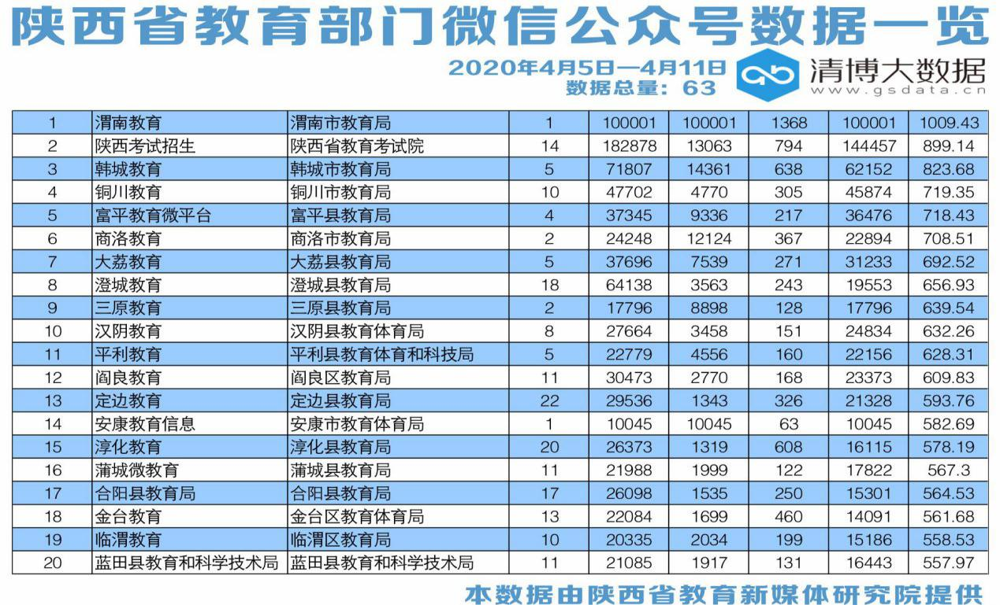 陕西省教育部门微信公众号数据一览
2020年4月5日—4月11日
数据总量：63
清博大数据
www.gsdata.cn
1 渭南教育 渭南市教育局 1 100001 100001 1368 100001 1009.43
2 陕西考试招生 陕西省教育考试院 14 182878 13063 794 144457 899.14
3 韩城教育 韩城市教育局 5 71807 14361 638 62152 823.68
4 铜川教育 铜川市教育局 10 47702 4770 305 45874 719.35
5 富平教育微平台 富平县教育局 4 37345 9336 217 36476 718.43
6 商洛教育 商洛市教育局 2 24248 12124 367 22894 708.51
7 大荔教育 大荔县教育局 5 37696 7539 271 31233 692.52
8 澄城教育 澄城县教育局 18 64138 3563 243 19553 656.93
9 三原教育 三原县教育局 2 17796 8898 128 17796 639.54
10 汉阴教育 汉阴县教育体育局 8 27664 3458 151 24834 632.26
11 平利教育 平利县教育体育和科技局 5 22779 4556 160 22156 628.31
12 阎良教育 阎良区教育局 11 30473 2770 168 23373 609.83
13 定边教育 定边县教育局 22 29536 1343 326 21328 593.76
14 安康教育信息 安康市教育体育局 1 10045 10045 63 10045 582.69
15 淳化教育 淳化县教育局 20 26373 1319 608 16115 578.19
16 蒲城微教育 蒲城县教育局 11 21988 1999 122 17822 567.3
17 合阳县教育局 合阳县教育局 17 26098 1535 250 15301 564.53
18 金台教育 金台区教育体育局 13 22084 1699 460 14091 561.68
19 临渭教育 临渭区教育局 10 20335 2034 199 15186 558.53
20 蓝田县教育和科学技术局 蓝田县教育和科学技术局 11 21085 1917 131 16443 557.97
本数据由陕西省教育新媒体研究院提供